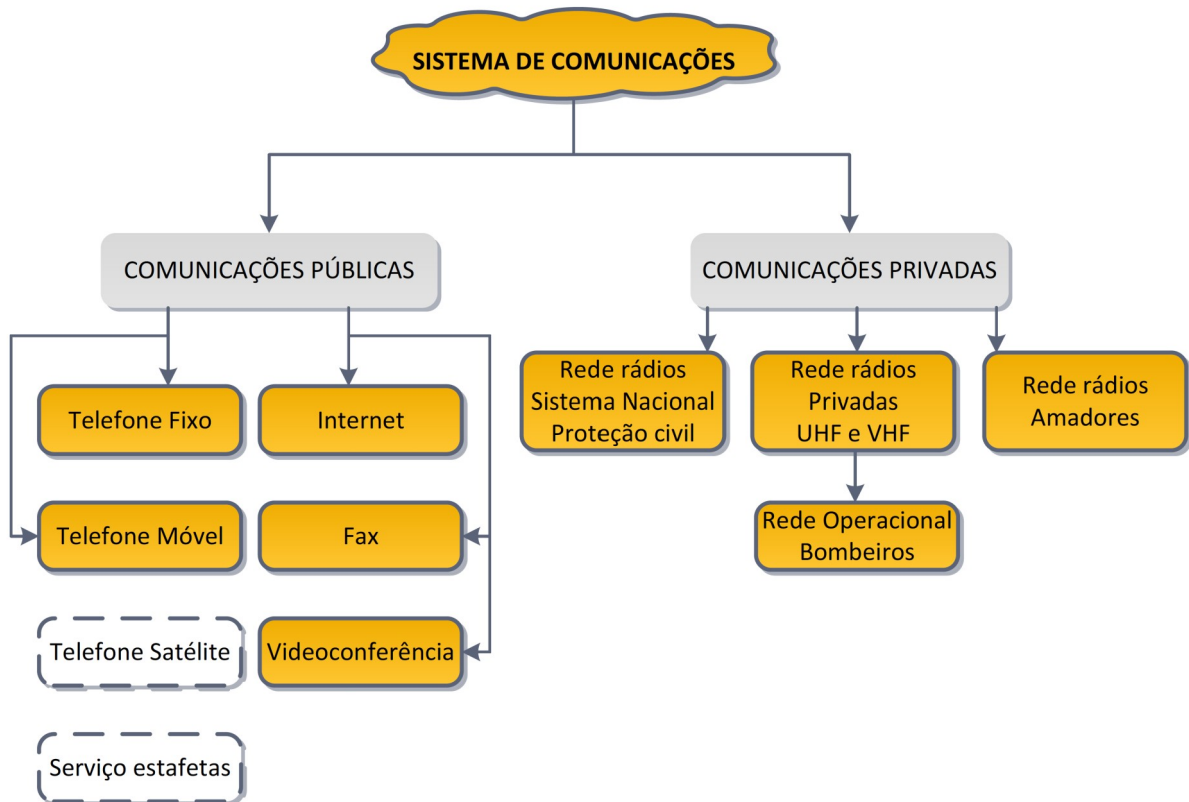 SISTEMA DE COMUNICAÇÕES
COMUNICAÇÕES PÚBLICAS
COMUNICAÇÕES PRIVADAS
Telefone Fixo
Internet
Telefone Móvel
Fax
Telefone Satélite
Videoconferência
Serviço estafetas
Rede rádios
Sistema Nacional
Proteção civil
Rede rádios
Privadas
UHF e VHF
Rede rádios
Amadores
Rede Operacional
Bombeiros